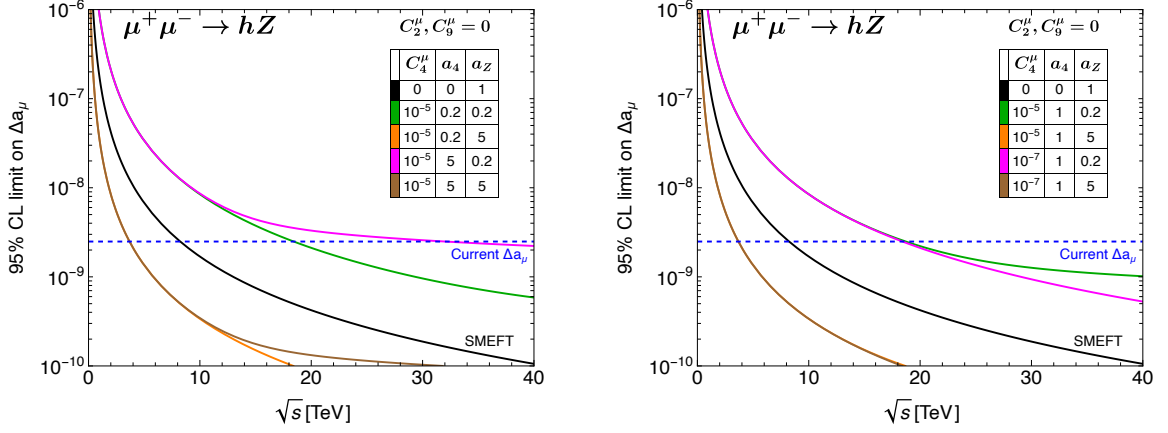 μ⁺μ⁻ → hZ
C₂^μ, C₉^μ = 0
C₄^μ a₄ a_Z
0 0 1
10⁻⁵ 0.2 0.2
10⁻⁵ 0.2 5
10⁻⁵ 5 0.2
10⁻⁵ 5 5
Current Δa_μ
SMEFT
95% CL limit on Δa_μ
10⁻⁶
10⁻⁷
10⁻⁸
10⁻⁹
10⁻¹⁰
0 10 20 30 40
√s [TeV]
μ⁺μ⁻ → hZ
C₂^μ, C₉^μ = 0
C₄^μ a₄ a_Z
0 0 1
10⁻⁵ 1 0.2
10⁻⁵ 1 5
10⁻⁷ 1 0.2
10⁻⁷ 1 5
Current Δa_μ
SMEFT
95% CL limit on Δa_μ
10⁻⁶
10⁻⁷
10⁻⁸
10⁻⁹
10⁻¹⁰
0 10 20 30 40
√s [TeV]